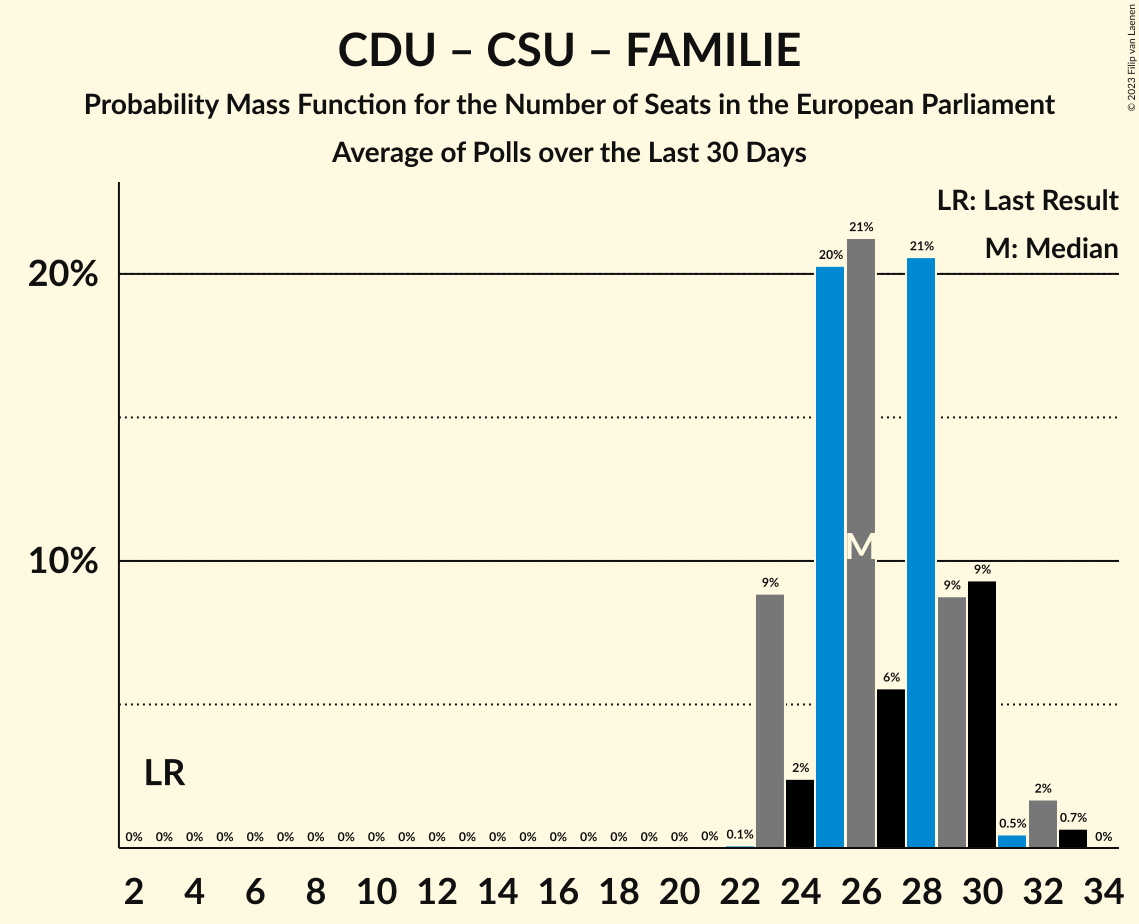 CDU – CSU – FAMILIE
Probability Mass Function for the Number of Seats in the European Parliament
Average of Polls over the Last 30 Days
© 2023 Filip van Laenen
LR: Last Result
M: Median
21%
21%
20%
20%
M
10%
9%
9%
9%
6%
2%
LR
2%
0% 0% 0% 0% 0% 0% 0% 0% 0% 0% 0% 0% 0% 0% 0% 0% 0% 0% 0% 0% 0.1% 0.5% 0.7% 0%
2 4 6 8 10 12 14 16 18 20 22 24 26 28 30 32 34